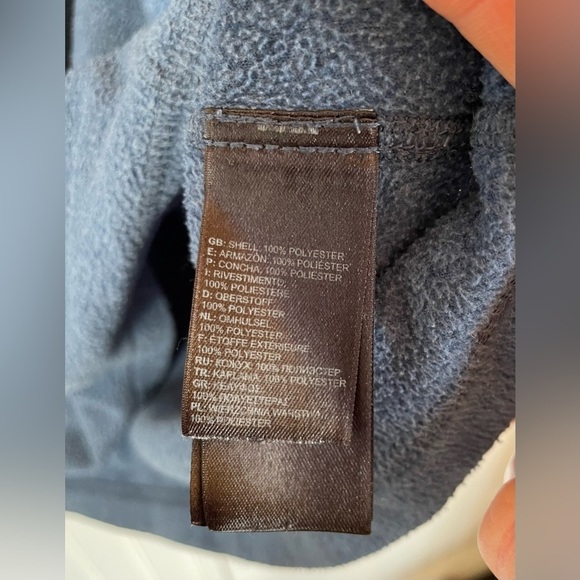 GB: SHELL: 100% POLYESTER
E: ARMAZÓN: 100% POLIÉSTER
P: CONCHA: 100% POLIÉSTER
I: RIVESTIMENTO:
100% POLIESTERE
D: OBERSTOFF
100% POLYESTER
NL: OMHULSEL
100% POLYESTER
F: ÉTOFFE EXTÉRIEURE
100% POLYESTER
RU: КОЖУХ: 100% ПОЛИЭСТЕР
TR: 100% POLYESTER
GR:
100% ΠΟΛΥΕΣΤΕΡΑΣ
PL: WIERZCHNIA WARSTWA
100% POLYESTER